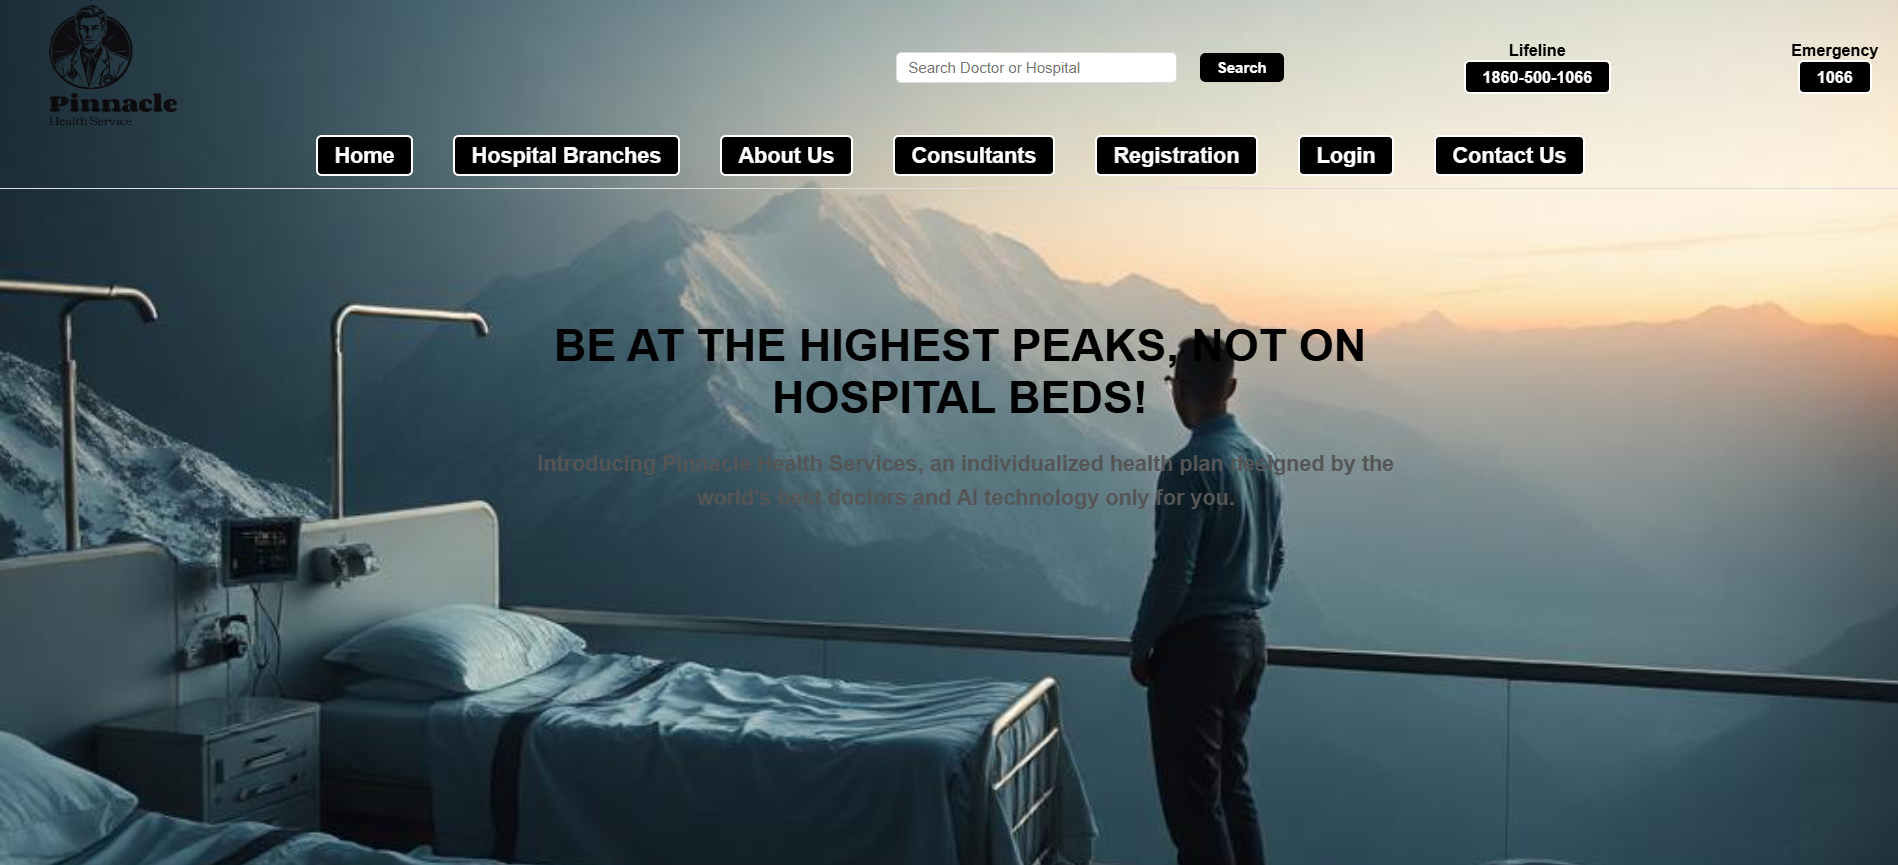 Pinnacle
Health Service
Search Doctor or Hospital
Search
Lifeline
1860-500-1066
Emergency
1066
Home
Hospital Branches
About Us
Consultants
Registration
Login
Contact Us
BE AT THE HIGHEST PEAKS, NOT ON
HOSPITAL BEDS!
Introducing Pinnacle Health Services, an individualized health plan designed by the
world's best doctors and AI technology only for you.